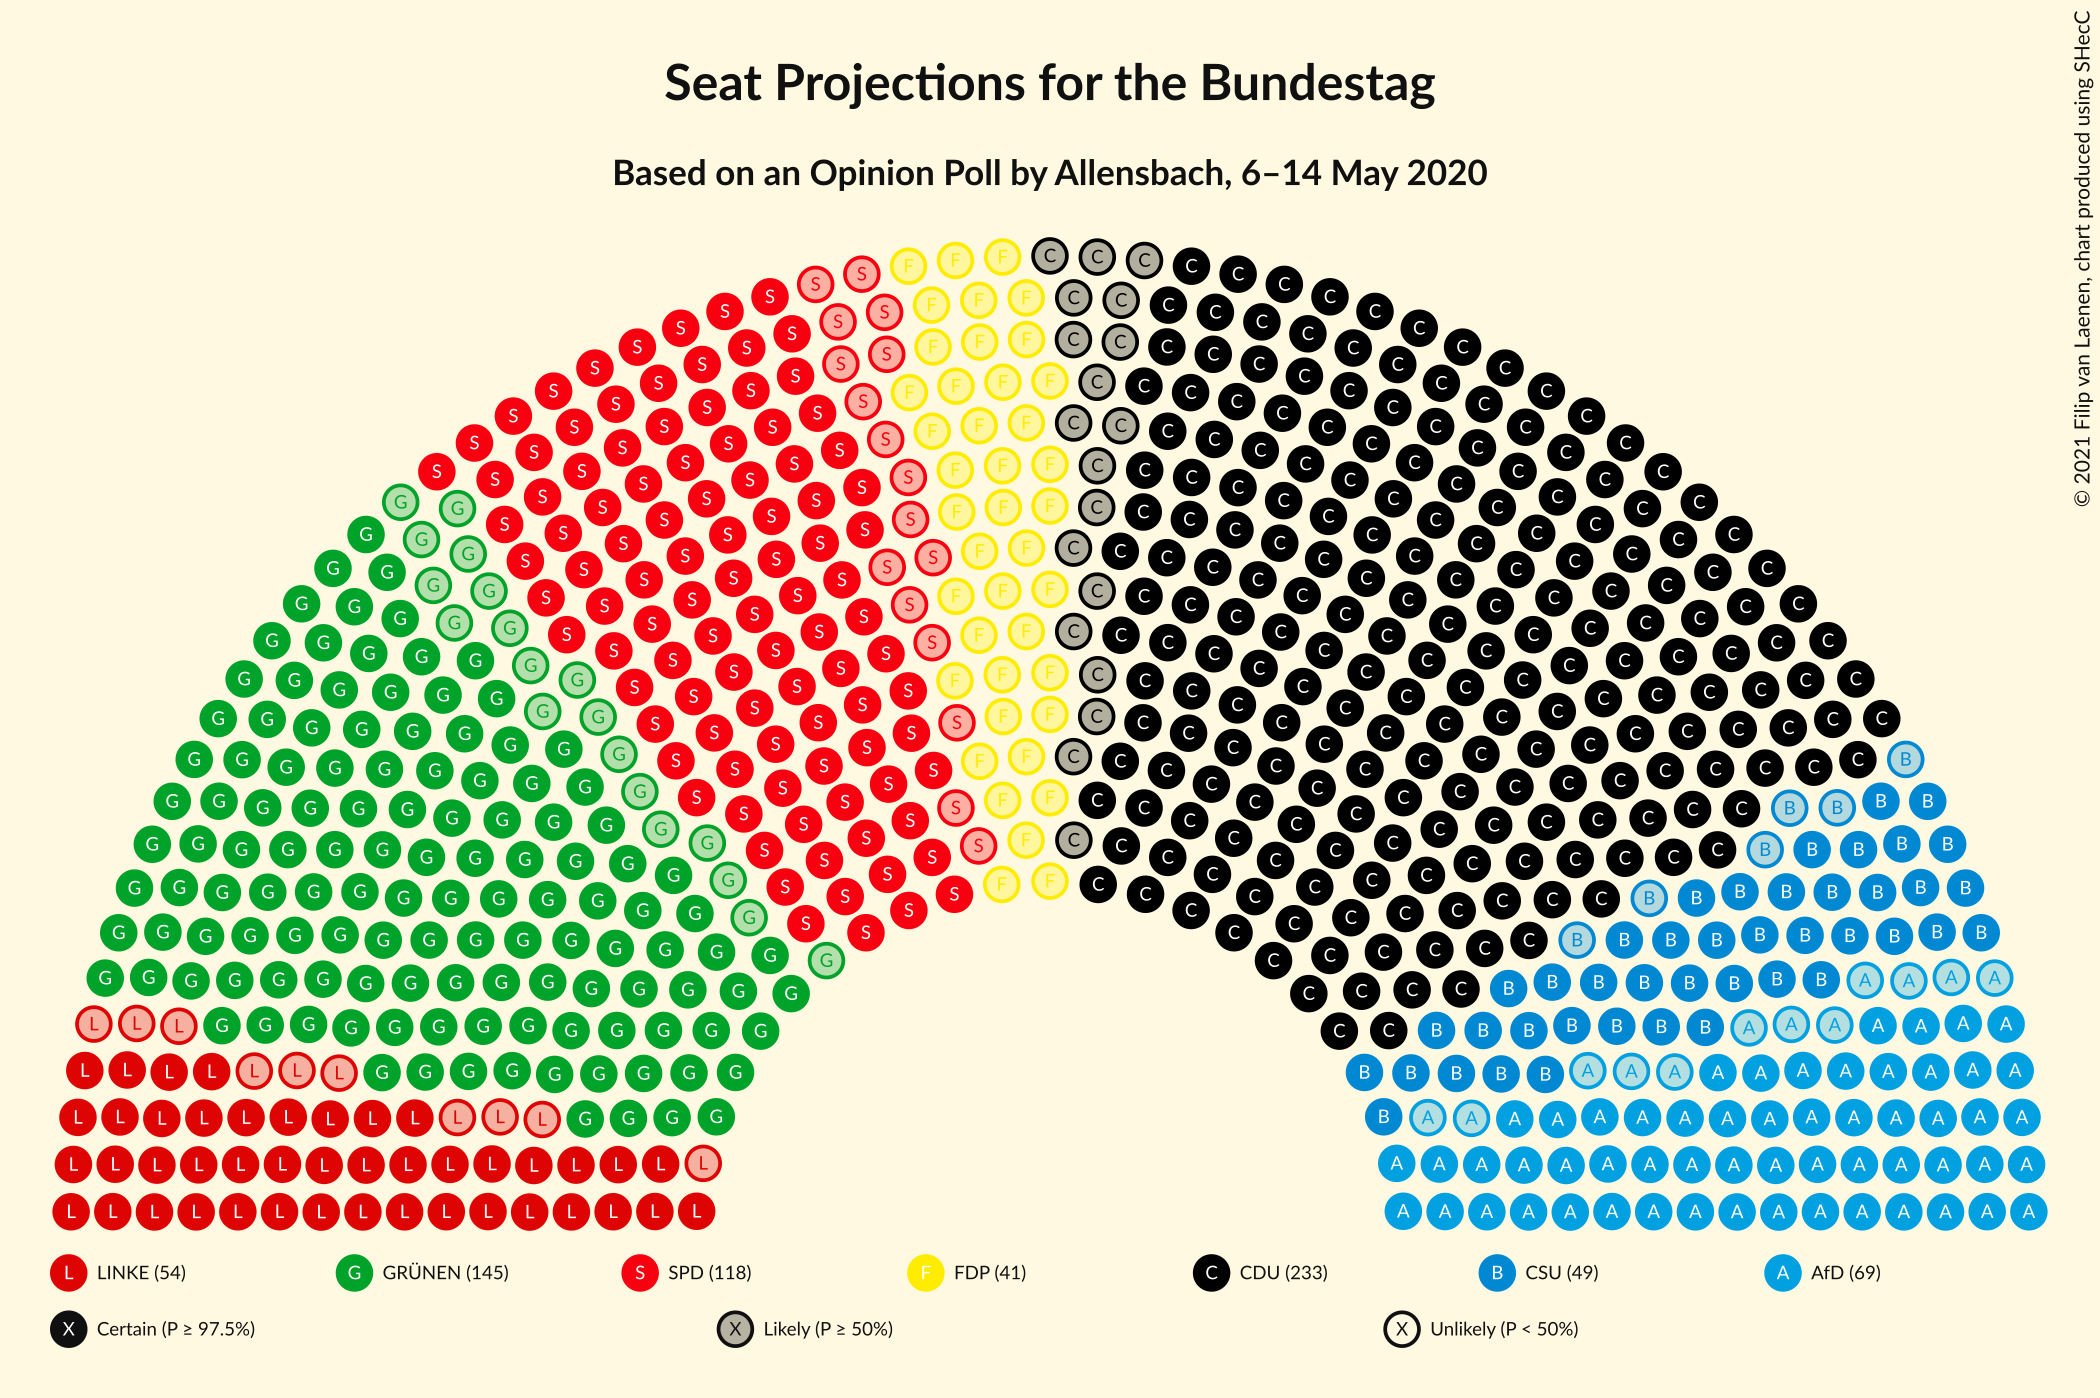 Seat Projections for the Bundestag
Based on an Opinion Poll by Allensbach, 6–14 May 2020
© 2021 Filip van Laenen, chart produced using SHecC
L LINKE (54)
G GRÜNEN (145)
S SPD (118)
F FDP (41)
C CDU (233)
B CSU (49)
A AfD (69)
X Certain (P ≥ 97.5%)
X Likely (P ≥ 50%)
X Unlikely (P < 50%)